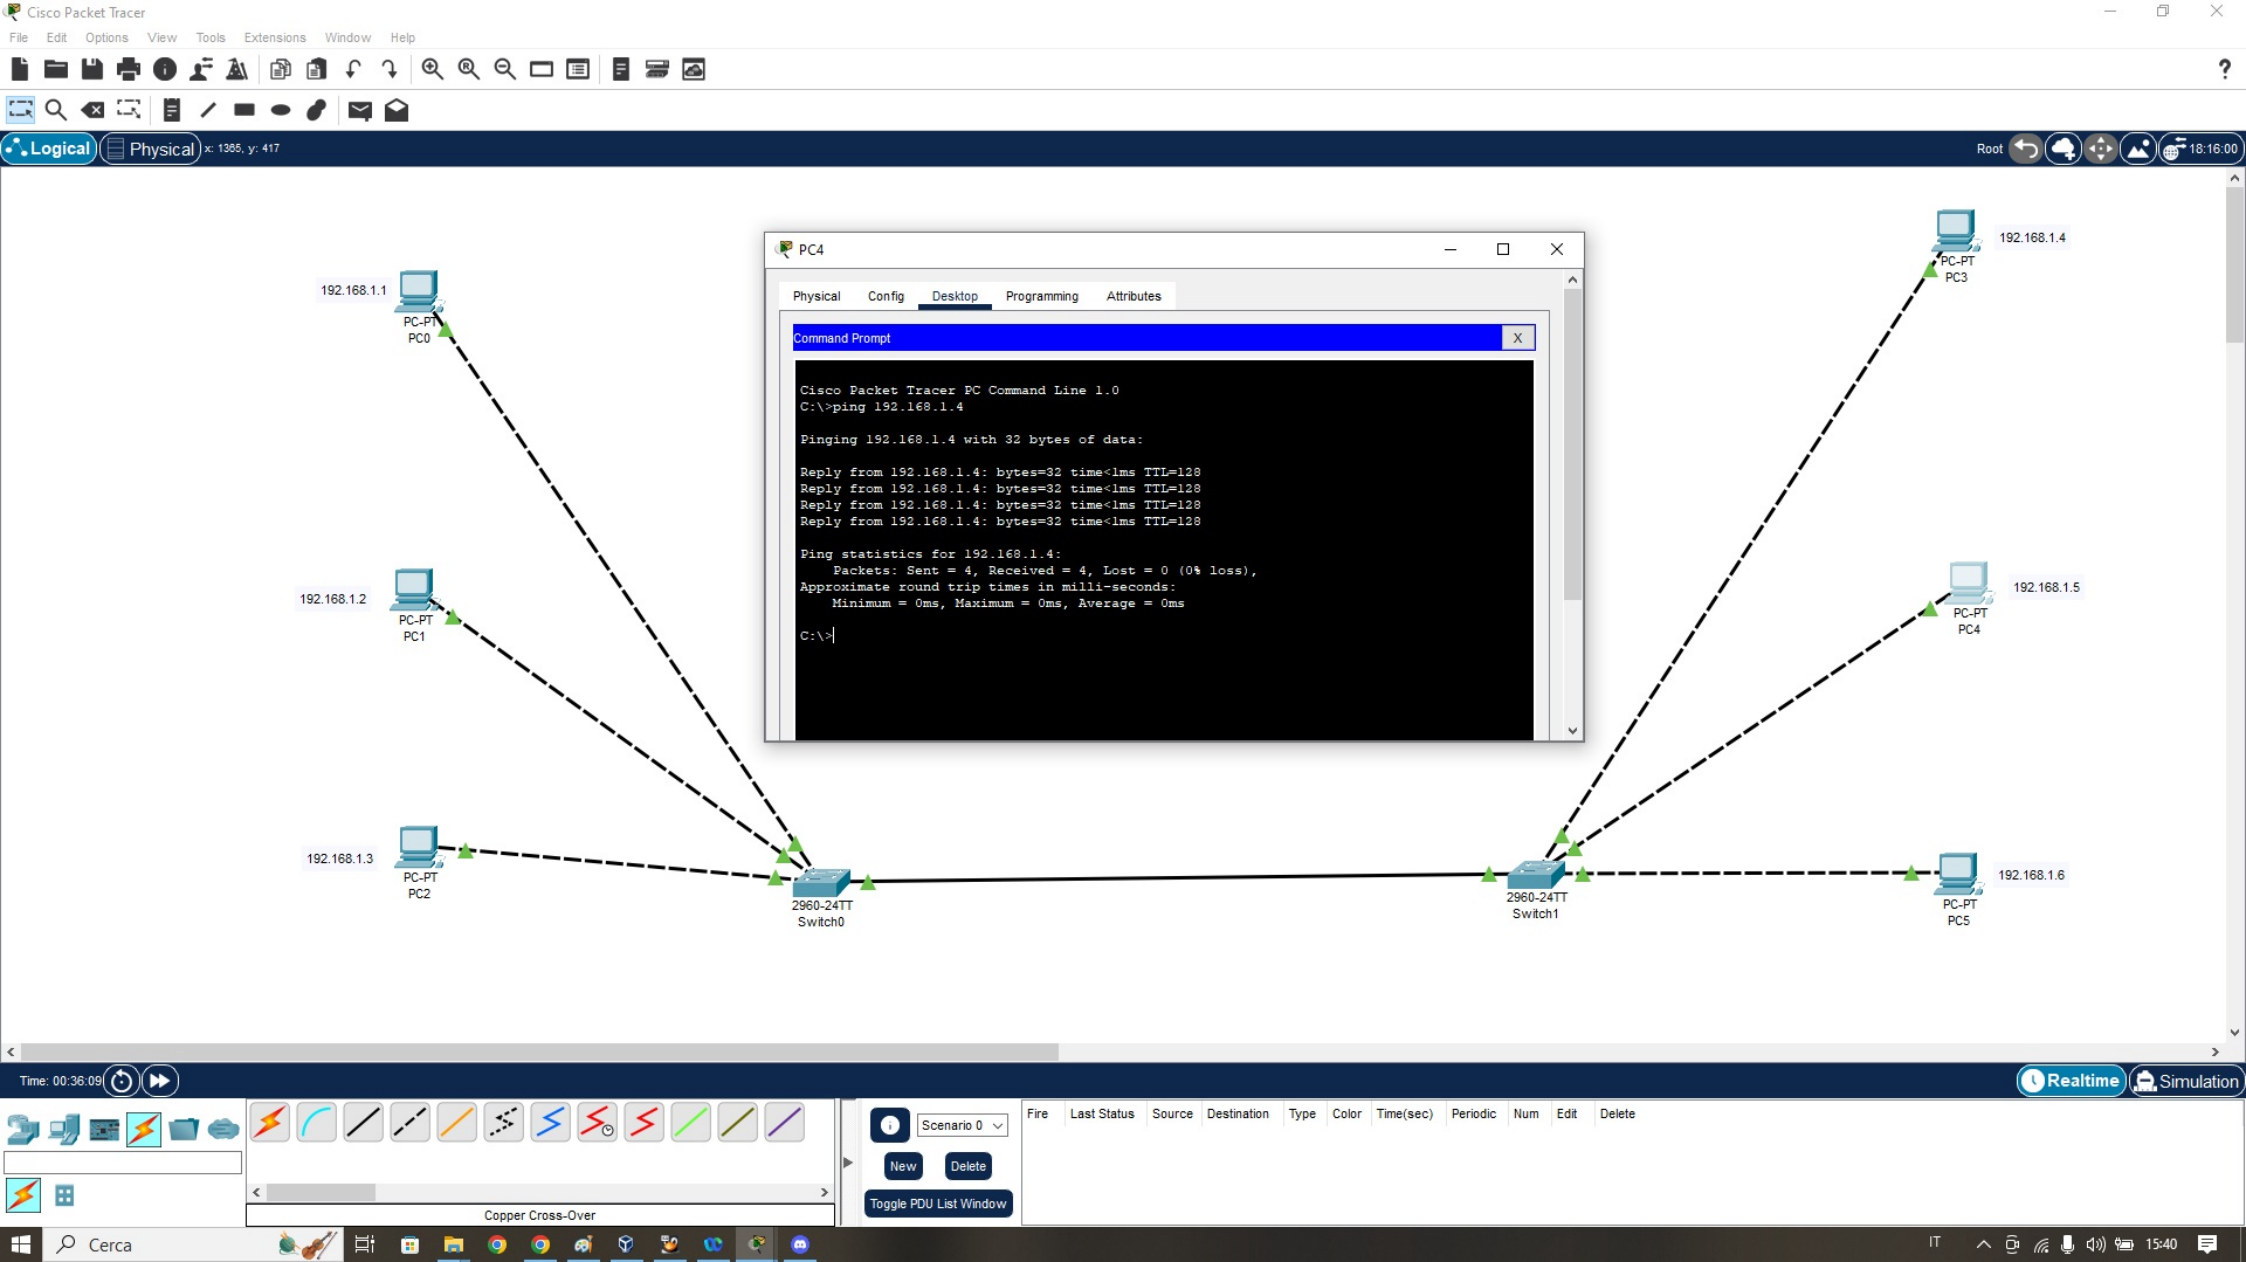 Cisco Packet Tracer
File Edit Options View Tools Extensions Window Help
?
Logical Physical x: 1365, y: 417 Root 18:16:00
192.168.1.1
PC-PT
PC0
192.168.1.2
PC-PT
PC1
192.168.1.3
PC-PT
PC2
PC4
Physical Config Desktop Programming Attributes
Command Prompt X
Cisco Packet Tracer PC Command Line 1.0
C:\>ping 192.168.1.4
Pinging 192.168.1.4 with 32 bytes of data:
Reply from 192.168.1.4: bytes=32 time<1ms TTL=128
Reply from 192.168.1.4: bytes=32 time<1ms TTL=128
Reply from 192.168.1.4: bytes=32 time<1ms TTL=128
Reply from 192.168.1.4: bytes=32 time<1ms TTL=128
Ping statistics for 192.168.1.4:
Packets: Sent = 4, Received = 4, Lost = 0 (0% loss),
Approximate round trip times in milli-seconds:
Minimum = 0ms, Maximum = 0ms, Average = 0ms
C:\>
192.168.1.4
PC-PT
PC3
192.168.1.5
PC-PT
PC4
192.168.1.6
PC-PT
PC5
2960-24TT
Switch0
2960-24TT
Switch1
Time: 00:36:09 Realtime Simulation
Scenario 0
New Delete
Toggle PDU List Window
Fire Last Status Source Destination Type Color Time(sec) Periodic Num Edit Delete
Copper Cross-Over
Cerca IT 15:40